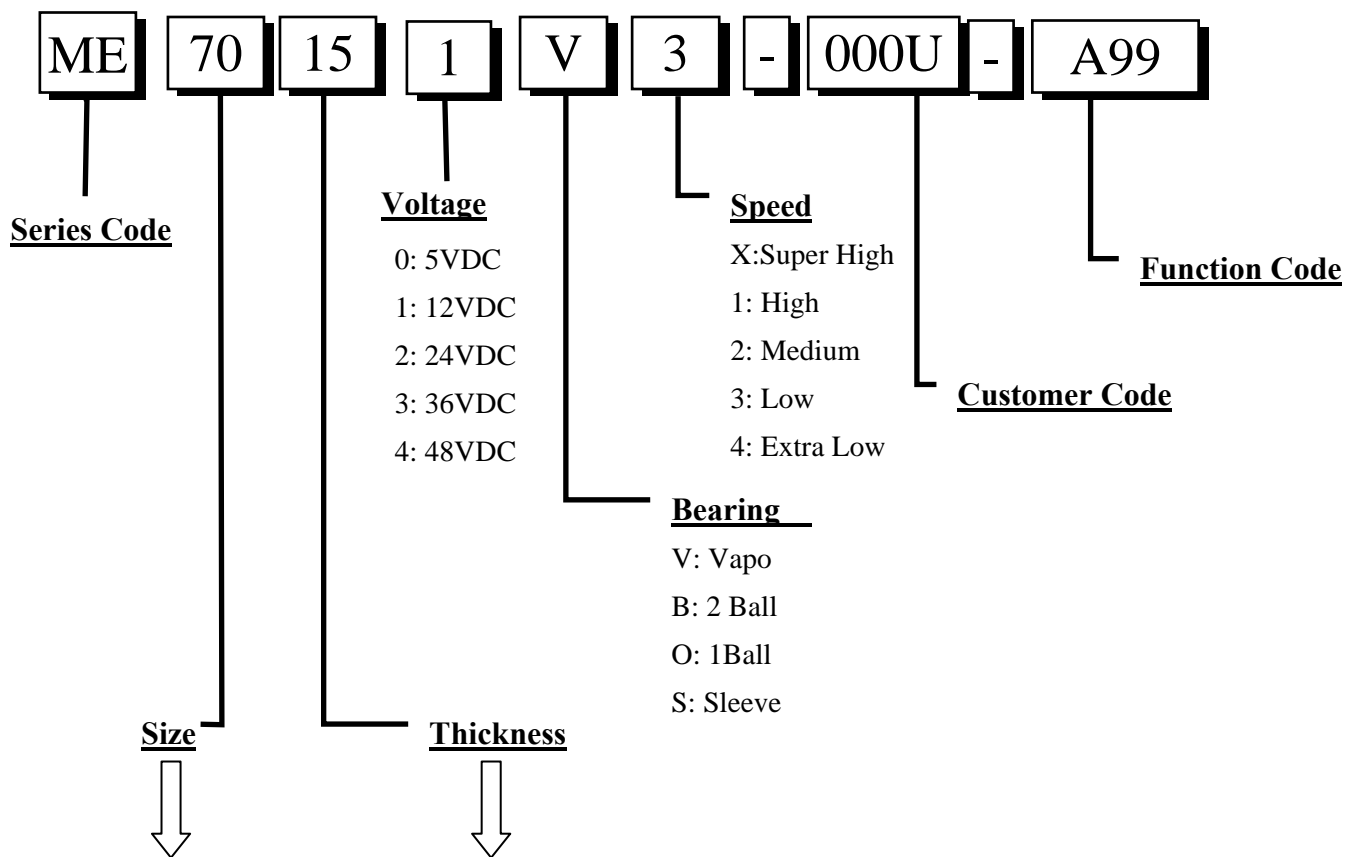 ME 70 15 1 V 3 - 000U - A99
Series Code
Voltage
0: 5VDC
1: 12VDC
2: 24VDC
3: 36VDC
4: 48VDC
Speed
X:Super High
1: High
2: Medium
3: Low
4: Extra Low
Function Code
Customer Code
Bearing
V: Vapo
B: 2 Ball
O: 1Ball
S: Sleeve
Size
Thickness